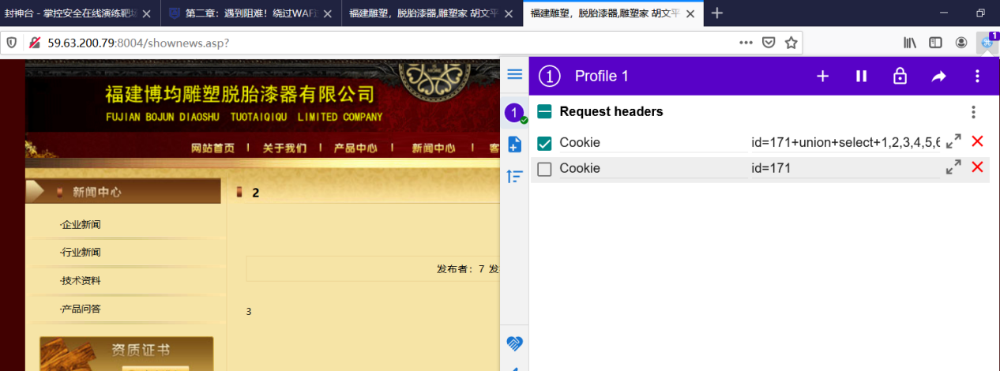 封神台 - 掌控安全在线演练靶场
第二章：遇到阻难！绕过WAF
福建雕塑，脱胎漆器,雕塑家 胡文平
福建雕塑，脱胎漆器,雕塑家 胡文平
59.63.200.79:8004/shownews.asp?
1
福建博均雕塑脱胎漆器有限公司
FUJIAN BOJUN DIAOSHU TUOTAIQIQU LIMITED COMPANY
网站首页 | 关于我们 | 产品中心 | 新闻中心 | 客
新闻中心
2
·企业新闻
·行业新闻
·技术资料
·产品问答
发布者：7 发
3
资质证书
1 Profile 1
1
Request headers
Cookie id=171+union+select+1,2,3,4,5,6
Cookie id=171